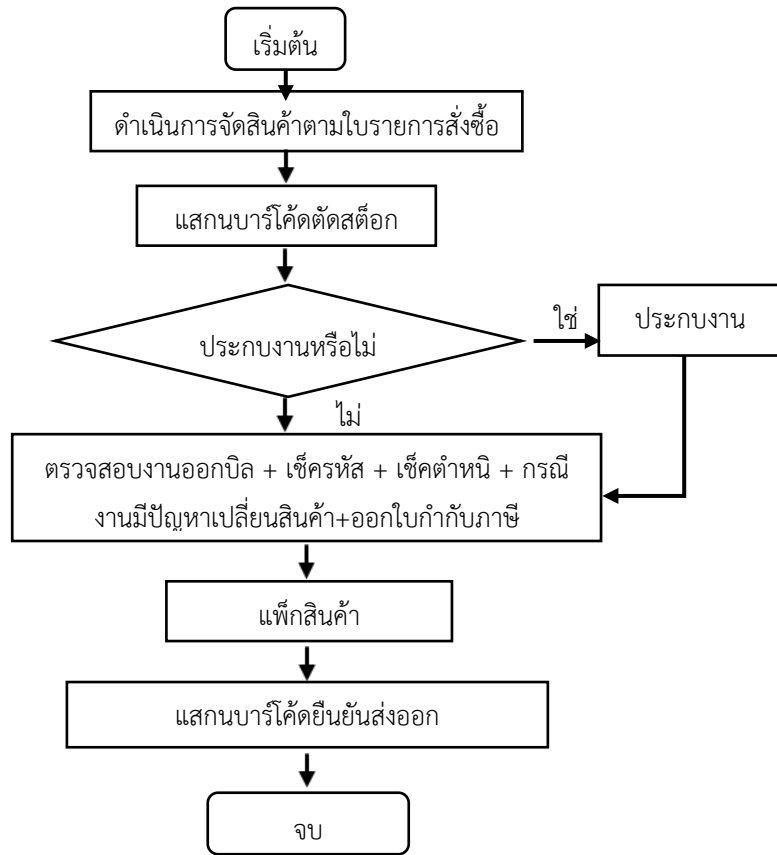 เริ่มต้น
ดำเนินการจัดสินค้าตามใบรายการสั่งซื้อ
แสกนบาร์โค้ดตัดสต็อก
ประกบงานหรือไม่
ใช่
ประกบงาน
ไม่
ตรวจสอบงานออกบิล + เช็ครหัส + เช็คตำหนิ + กรณี
งานมีปัญหาเปลี่ยนสินค้า+ออกใบกำกับภาษี
แพ็กสินค้า
แสกนบาร์โค้ดยืนยันส่งออก
จบ